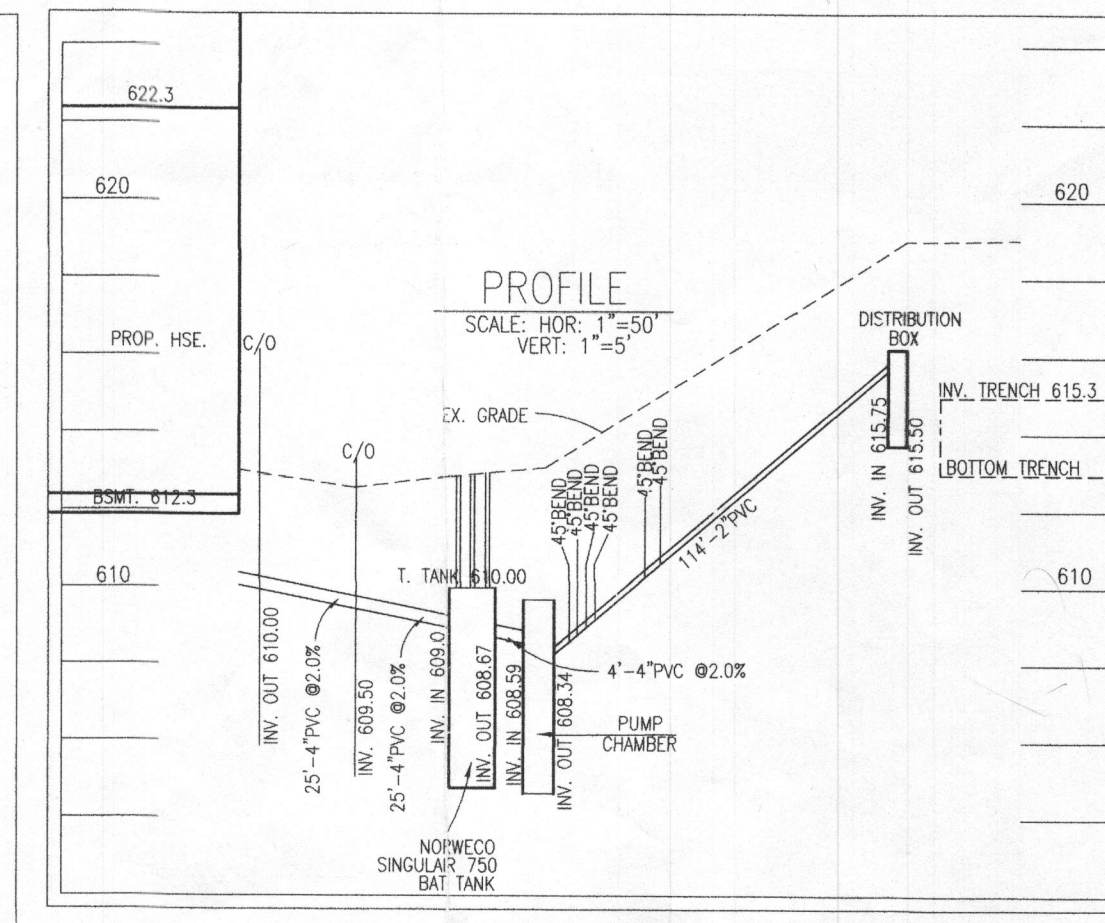 622.3
620
620
PROFILE
SCALE: HOR: 1"=50'
VERT: 1"=5'
PROP. HSE.
C/O
DISTRIBUTION
BOX
INV. TRENCH 615.3
EX. GRADE
C/O
45°BEND
45°BEND
45°BEND
45°BEND
45°BEND
45°BEND
INV. IN 615.75
INV. OUT 615.50
BOTTOM TRENCH
BSMT. 612.3
114'-2"PVC
610
T. TANK 610.00
610
INV. OUT 610.00
25'-4"PVC @2.0%
INV. 609.50
25'-4"PVC @2.0%
INV. IN 609.0
INV. OUT 608.67
INV. IN 608.59
INV. OUT 608.34
4'-4"PVC @2.0%
PUMP
CHAMBER
NORWECO
SINGULAIR 750
BAT TANK